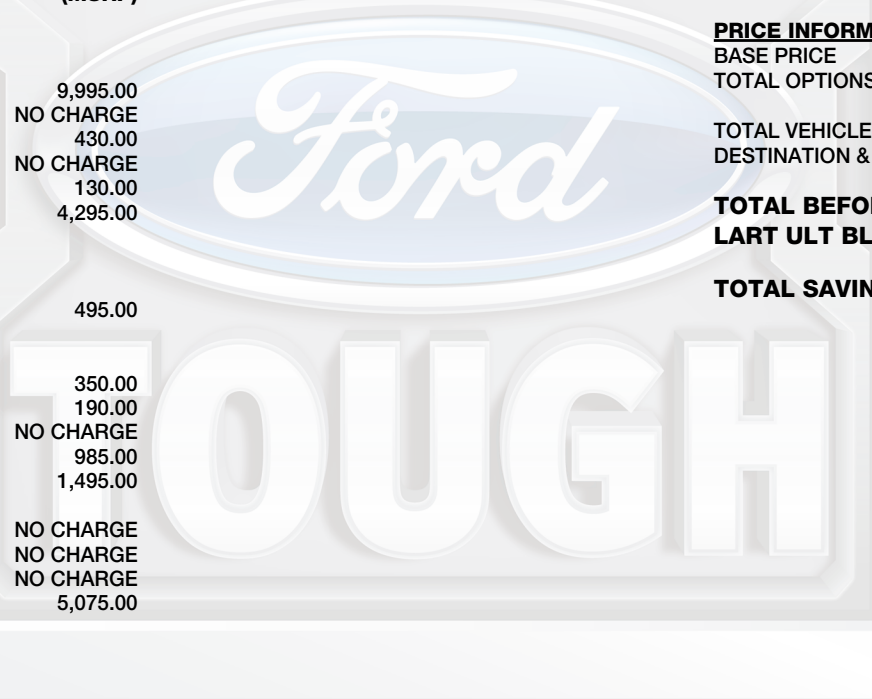 9,995.00
NO CHARGE
430.00
NO CHARGE
130.00
4,295.00
495.00
350.00
190.00
NO CHARGE
985.00
1,495.00
NO CHARGE
NO CHARGE
NO CHARGE
5,075.00
PRICE INFORM
BASE PRICE
TOTAL OPTIONS
TOTAL VEHICLE
DESTINATION &
TOTAL BEFO
LART ULT BL
TOTAL SAVIN
Ford
TOUGH